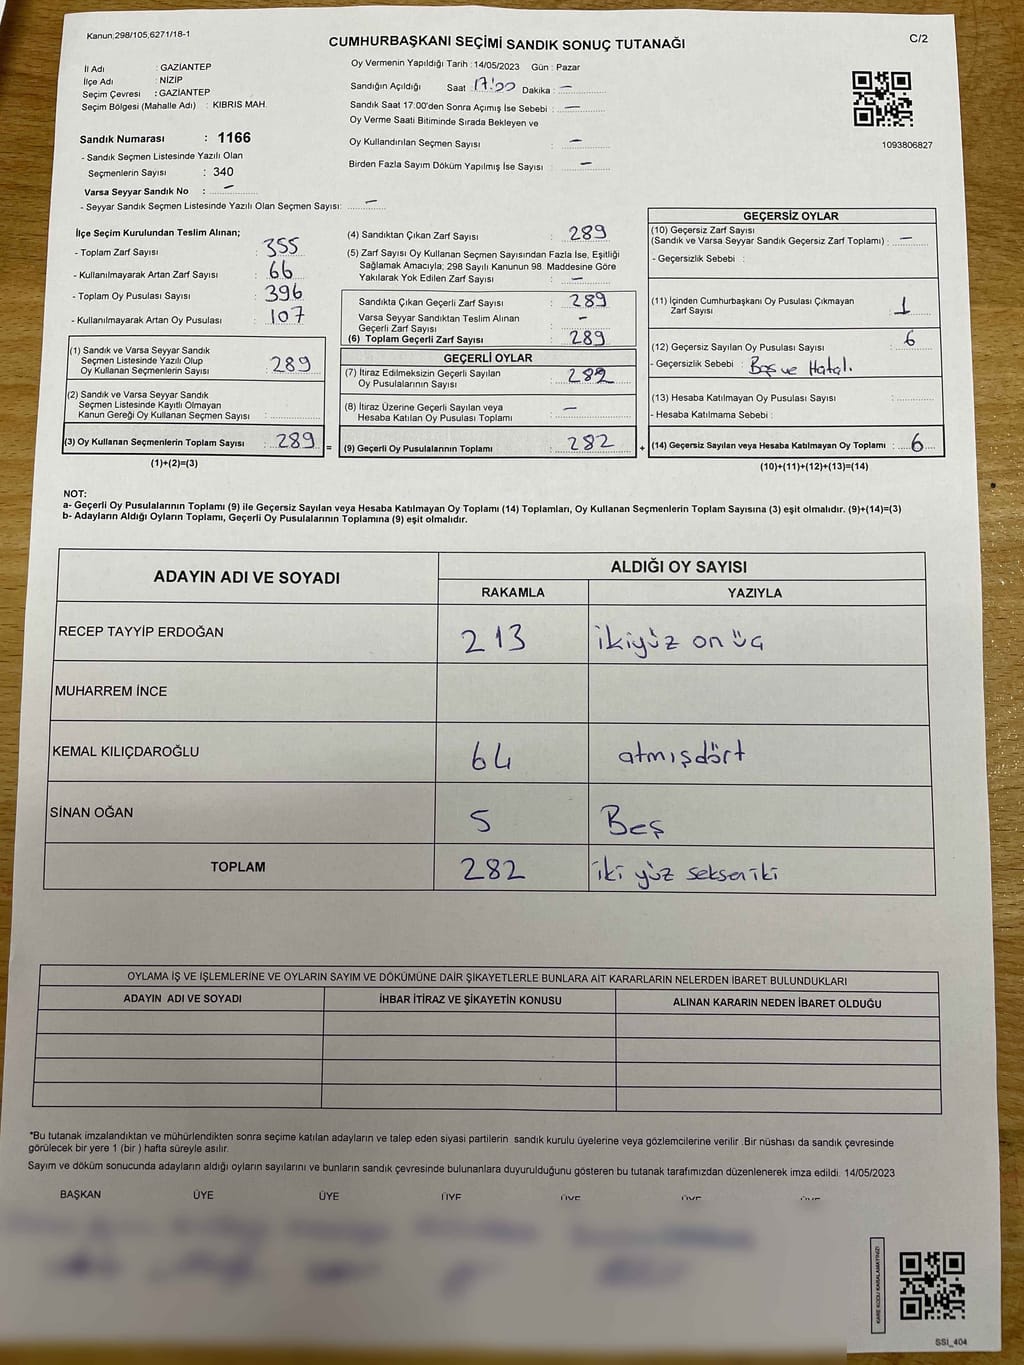 Kanun,298/105,6271/18-1
CUMHURBAŞKANI SEÇİMİ SANDIK SONUÇ TUTANAĞI
C/2
İl Adı : GAZİANTEP
İlçe Adı : NİZİP
Seçim Çevresi : GAZİANTEP
Seçim Bölgesi (Mahalle Adı) : KIBRIS MAH.
Sandık Numarası : 1166
- Sandık Seçmen Listesinde Yazılı Olan
Seçmenlerin Sayısı : 340
Varsa Seyyar Sandık No : –
- Seyyar Sandık Seçmen Listesinde Yazılı Olan Seçmen Sayısı: –
Oy Vermenin Yapıldığı Tarih : 14/05/2023 Gün : Pazar
Sandığın Açıldığı Saat : 17:00 Dakika : –
Sandık Saat 17:00'den Sonra Açımış İse Sebebi : –
Oy Verme Saati Bitiminde Sırada Bekleyen ve
Oy Kullandırılan Seçmen Sayısı : –
Birden Fazla Sayım Döküm Yapılmış İse Sayısı : –
1093806827
İlçe Seçim Kurulundan Teslim Alınan;
- Toplam Zarf Sayısı : 355
- Kullanılmayarak Artan Zarf Sayısı : 66
- Toplam Oy Pusulası Sayısı : 396
- Kullanılmayarak Artan Oy Pusulası : 107
(1) Sandık ve Varsa Seyyar Sandık
Seçmen Listesinde Yazılı Olup
Oy Kullanan Seçmenlerin Sayısı : 289
(2) Sandık ve Varsa Seyyar Sandık
Seçmen Listesinde Kayıtlı Olmayan
Kanun Gereği Oy Kullanan Seçmen Sayısı :
(3) Oy Kullanan Seçmenlerin Toplam Sayısı : 289 =
(1)+(2)=(3)
(4) Sandıktan Çıkan Zarf Sayısı : 289
(5) Zarf Sayısı Oy Kullanan Seçmen Sayısından Fazla İse, Eşitliği
Sağlamak Amacıyla; 298 Sayılı Kanunun 98. Maddesine Göre
Yakılarak Yok Edilen Zarf Sayısı : –
Sandıkta Çıkan Geçerli Zarf Sayısı : 289
Varsa Seyyar Sandıktan Teslim Alınan
Geçerli Zarf Sayısı : –
(6) Toplam Geçerli Zarf Sayısı : 289
GEÇERLİ OYLAR
(7) İtiraz Edilmeksizin Geçerli Sayılan
Oy Pusulalarının Sayısı : 282
(8) İtiraz Üzerine Geçerli Sayılan veya
Hesaba Katılan Oy Pusulası Toplamı : –
(9) Geçerli Oy Pusulalarının Toplamı : 282 +
GEÇERSİZ OYLAR
(10) Geçersiz Zarf Sayısı
(Sandık ve Varsa Seyyar Sandık Geçersiz Zarf Toplamı) : –
- Geçersizlik Sebebi :
(11) İçinden Cumhurbaşkanı Oy Pusulası Çıkmayan
Zarf Sayısı : 1
(12) Geçersiz Sayılan Oy Pusulası Sayısı : 6
- Geçersizlik Sebebi : Boş ve Hatal.
(13) Hesaba Katılmayan Oy Pusulası Sayısı :
- Hesaba Katılmama Sebebi :
(14) Geçersiz Sayılan veya Hesaba Katılmayan Oy Toplamı : 6
(10)+(11)+(12)+(13)=(14)
NOT:
a- Geçerli Oy Pusulalarının Toplamı (9) ile Geçersiz Sayılan veya Hesaba Katılmayan Oy Toplamı (14) Toplamları, Oy Kullanan Seçmenlerin Toplam Sayısına (3) eşit olmalıdır. (9)+(14)=(3)
b- Adayların Aldığı Oyların Toplamı, Geçerli Oy Pusulalarının Toplamına (9) eşit olmalıdır.
ADAYIN ADI VE SOYADI ALDIĞI OY SAYISI
RAKAMLA YAZIYLA
RECEP TAYYİP ERDOĞAN 213 ikiyüz onüç
MUHARREM İNCE
KEMAL KILIÇDAROĞLU 64 atmışdört
SİNAN OĞAN 5 Beş
TOPLAM 282 iki yüz seksen iki
OYLAMA İŞ VE İŞLEMLERİNE VE OYLARIN SAYIM VE DÖKÜMÜNE DAİR ŞİKAYETLERLE BUNLARA AİT KARARLARIN NELERDEN İBARET BULUNDUKLARI
ADAYIN ADI VE SOYADI İHBAR İTİRAZ VE ŞİKAYETİN KONUSU ALINAN KARARIN NEDEN İBARET OLDUĞU
*Bu tutanak imzalandıktan ve mühürlendikten sonra seçime katılan adayların ve talep eden siyasi partilerin sandık kurulu üyelerine veya gözlemcilerine verilir .Bir nüshası da sandık çevresinde
görülecek bir yere 1 (bir ) hafta süreyle asılır.
Sayım ve döküm sonucunda adayların aldığı oyların sayılarını ve bunların sandık çevresinde bulunanlara duyurulduğunu gösteren bu tutanak tarafımızdan düzenlenerek imza edildi. 14/05/2023
BAŞKAN ÜYE ÜYE ÜYE ÜYE ÜYE ÜYE
KARE KODU KARALAMAYINIZ!
SSI_404